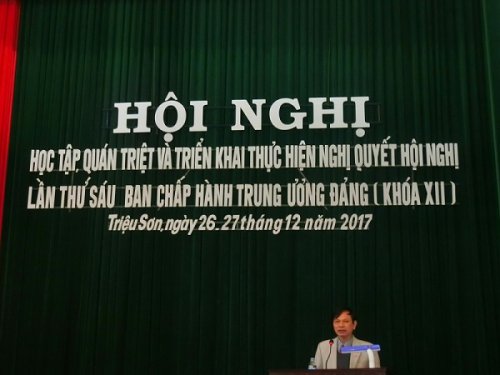 HỘI NGHỊ
HỌC TẬP QUÁN TRIỆT VÀ TRIỂN KHAI THỰC HIỆN NGHỊ QUYẾT HỘI NGHỊ
LẦN THỨ SÁU BAN CHẤP HÀNH TRUNG ƯƠNG ĐẢNG ( KHÓA XII )
Triệu Sơn, ngày 26, 27 tháng 12 năm 2017